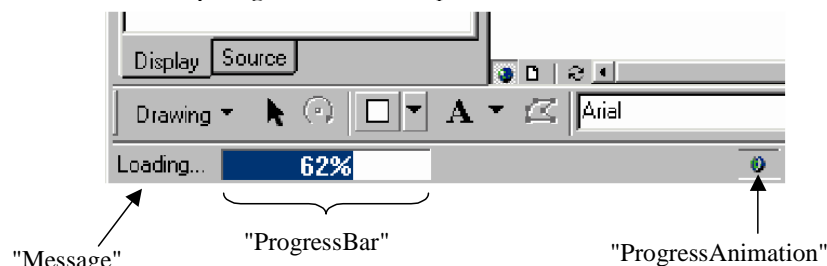 Display Source
Drawing A Arial
Loading... 62%
"Message" "ProgressBar" "ProgressAnimation"